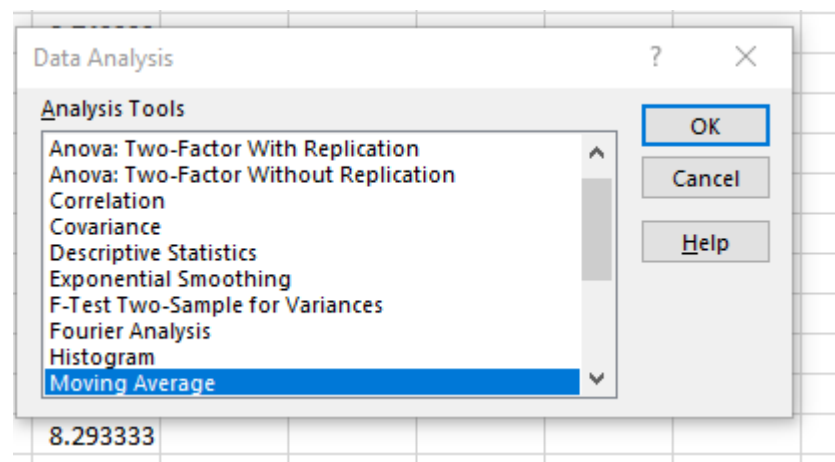 Data Analysis ? ×
Analysis Tools
Anova: Two-Factor With Replication
Anova: Two-Factor Without Replication
Correlation
Covariance
Descriptive Statistics
Exponential Smoothing
F-Test Two-Sample for Variances
Fourier Analysis
Histogram
Moving Average
OK
Cancel
Help
8.293333